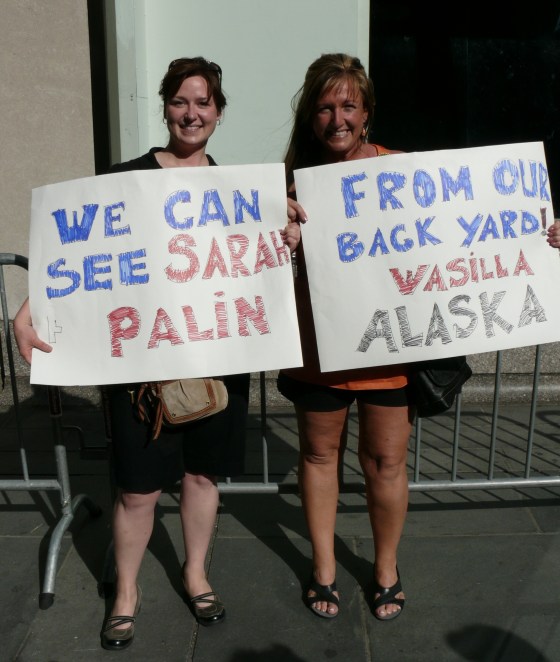 WE CAN
SEE SARAH
PALIN
FROM OUR
BACK YARD!
WASILLA
ALASKA